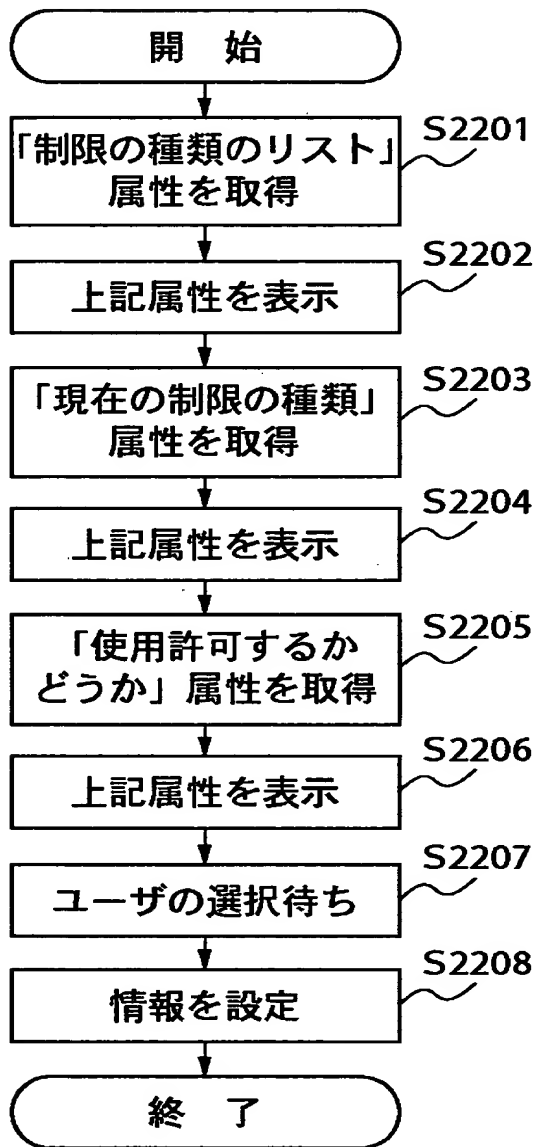 開 始
S2201
「制限の種類のリスト」
属性を取得
S2202
上記属性を表示
S2203
「現在の制限の種類」
属性を取得
S2204
上記属性を表示
S2205
「使用許可するか
どうか」属性を取得
S2206
上記属性を表示
S2207
ユーザの選択待ち
S2208
情報を設定
終 了